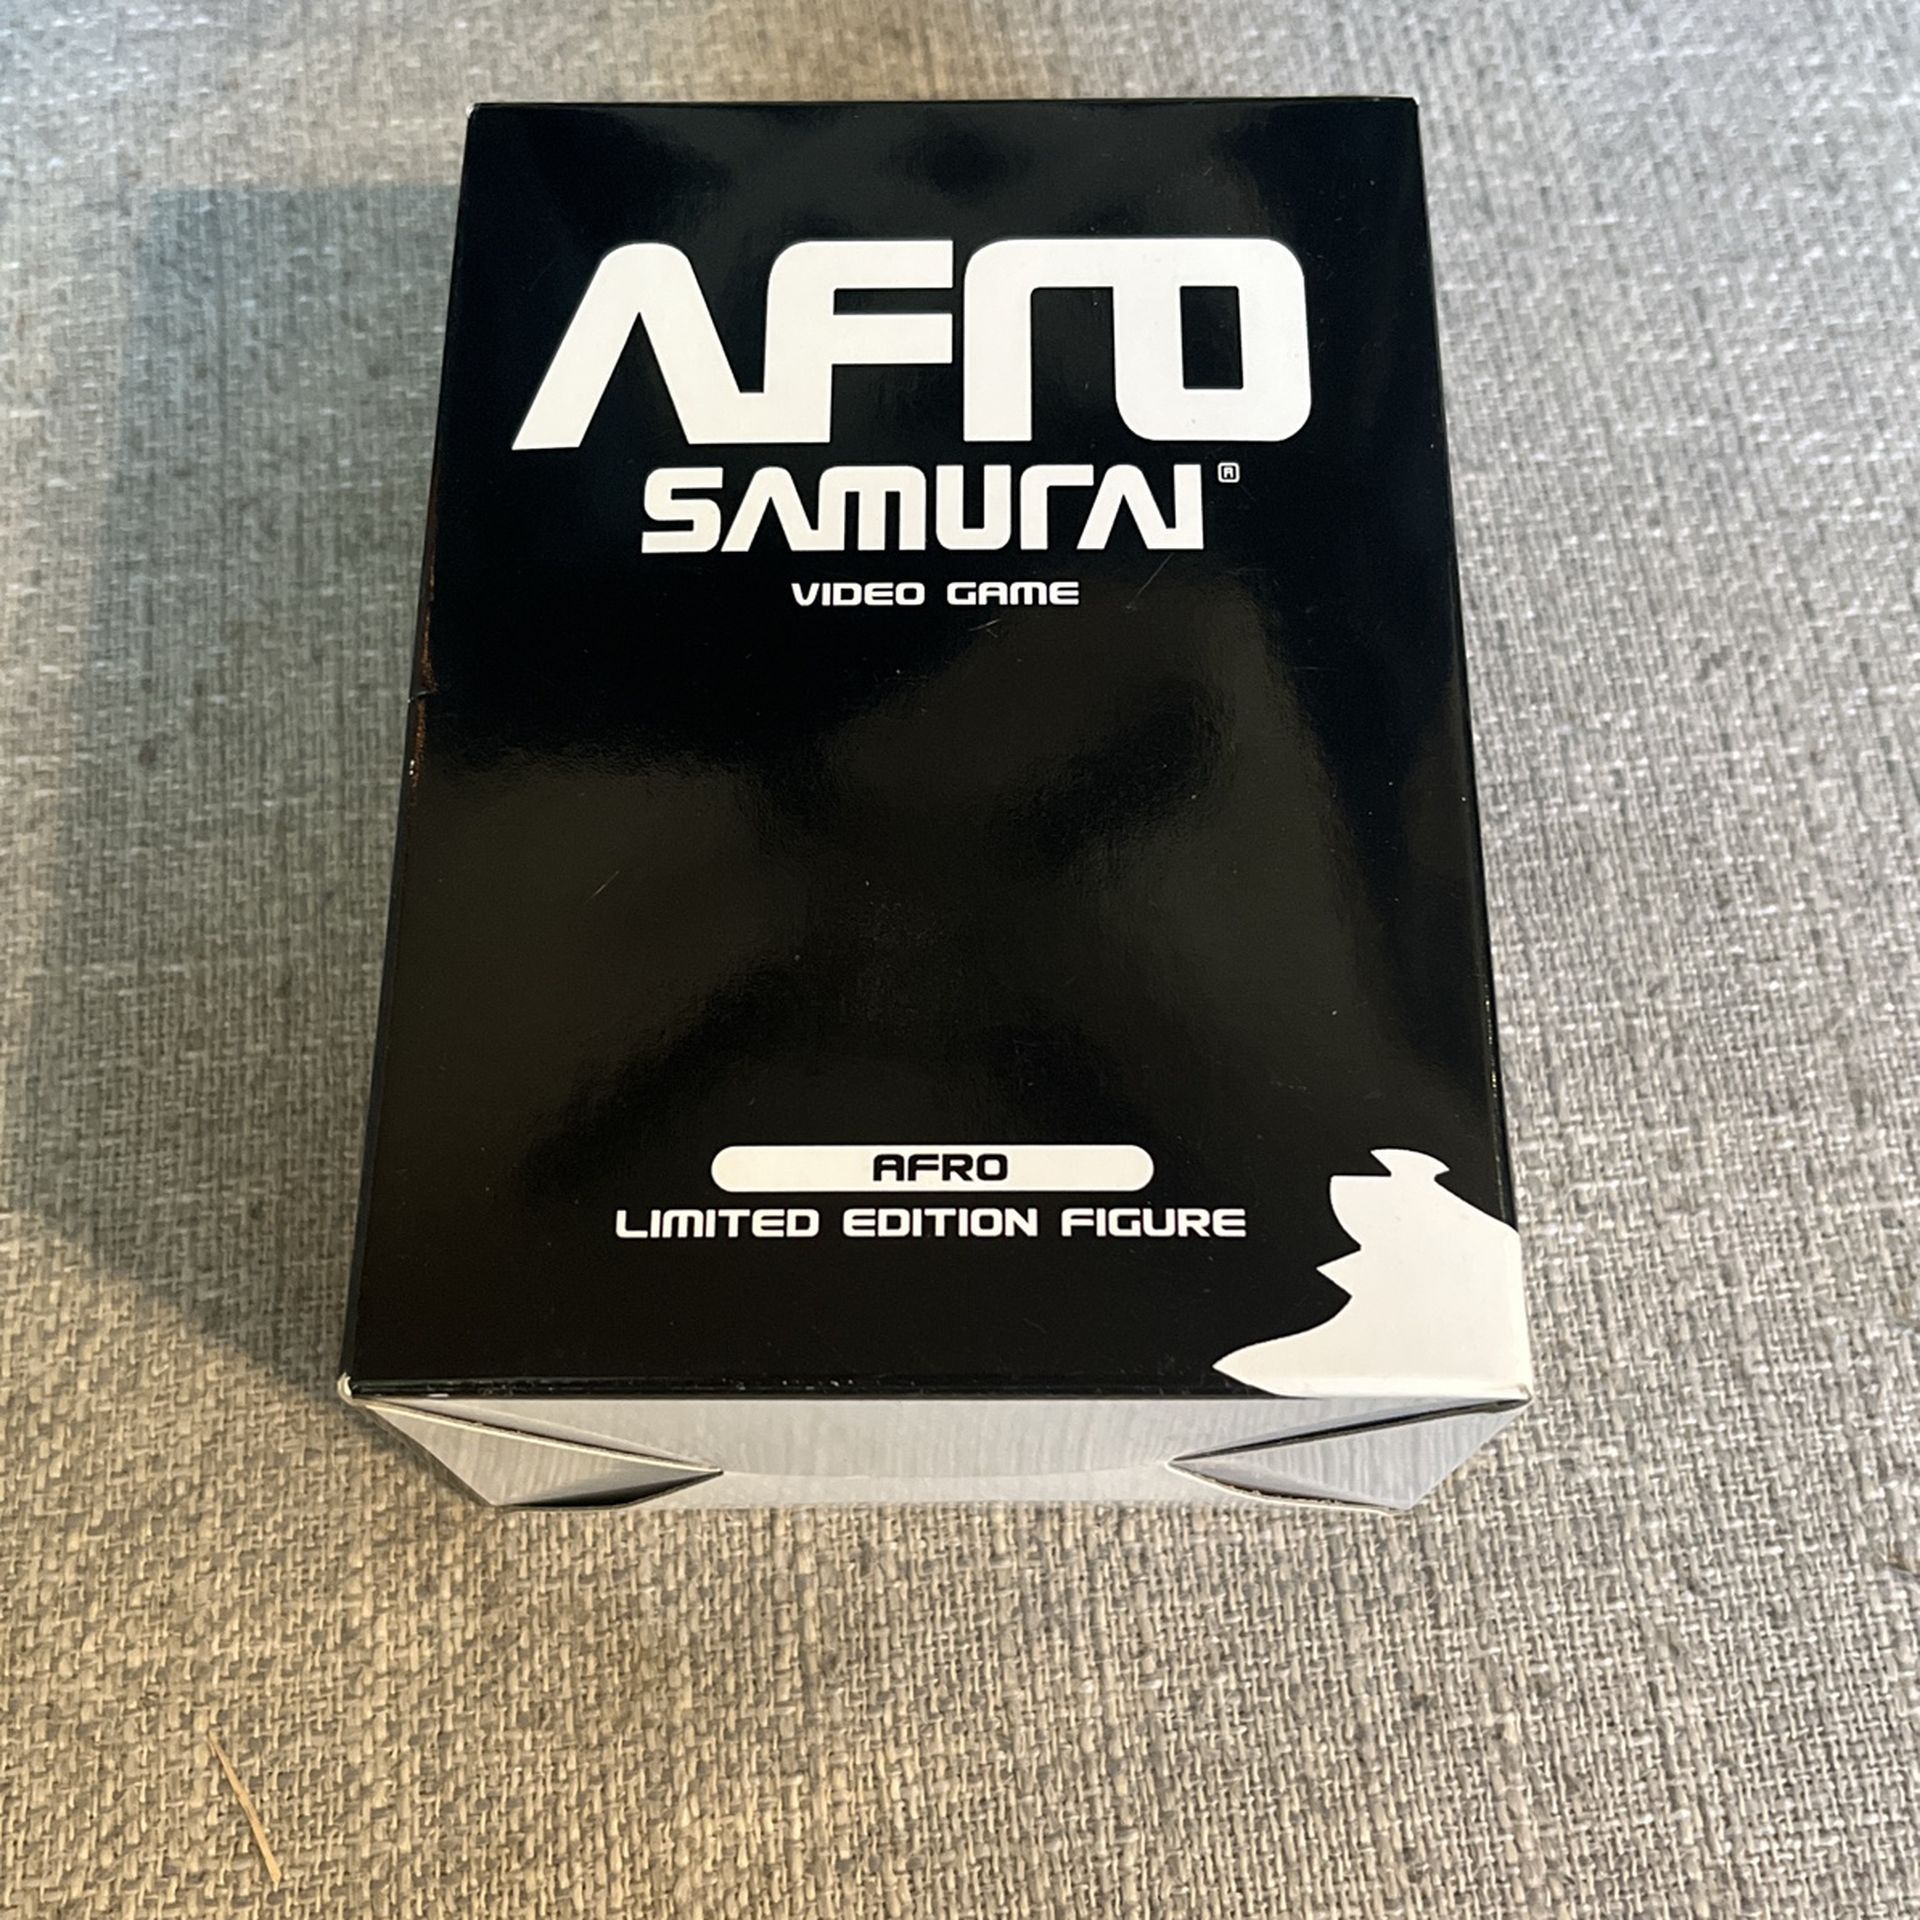 AFRO
SAMURAI®
VIDEO GAME
AFRO
LIMITED EDITION FIGURE